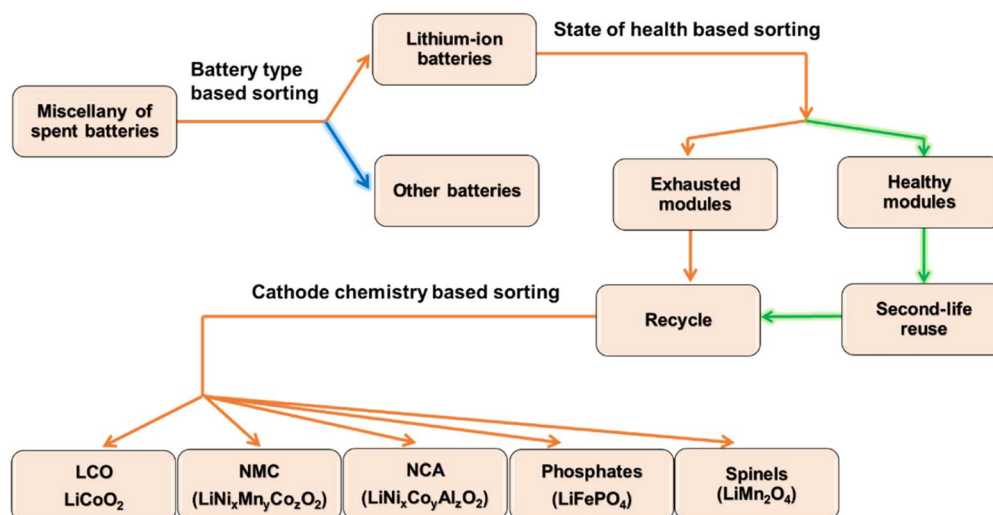 Lithium-ion
batteries
State of health based sorting
Battery type
based sorting
Miscellany of
spent batteries
Other batteries
Exhausted
modules
Healthy
modules
Cathode chemistry based sorting
Recycle
Second-life
reuse
LCO
LiCoO₂
NMC
(LiNiₓMnᵧCo_zO₂)
NCA
(LiNiₓCoᵧAl_zO₂)
Phosphates
(LiFePO₄)
Spinels
(LiMn₂O₄)